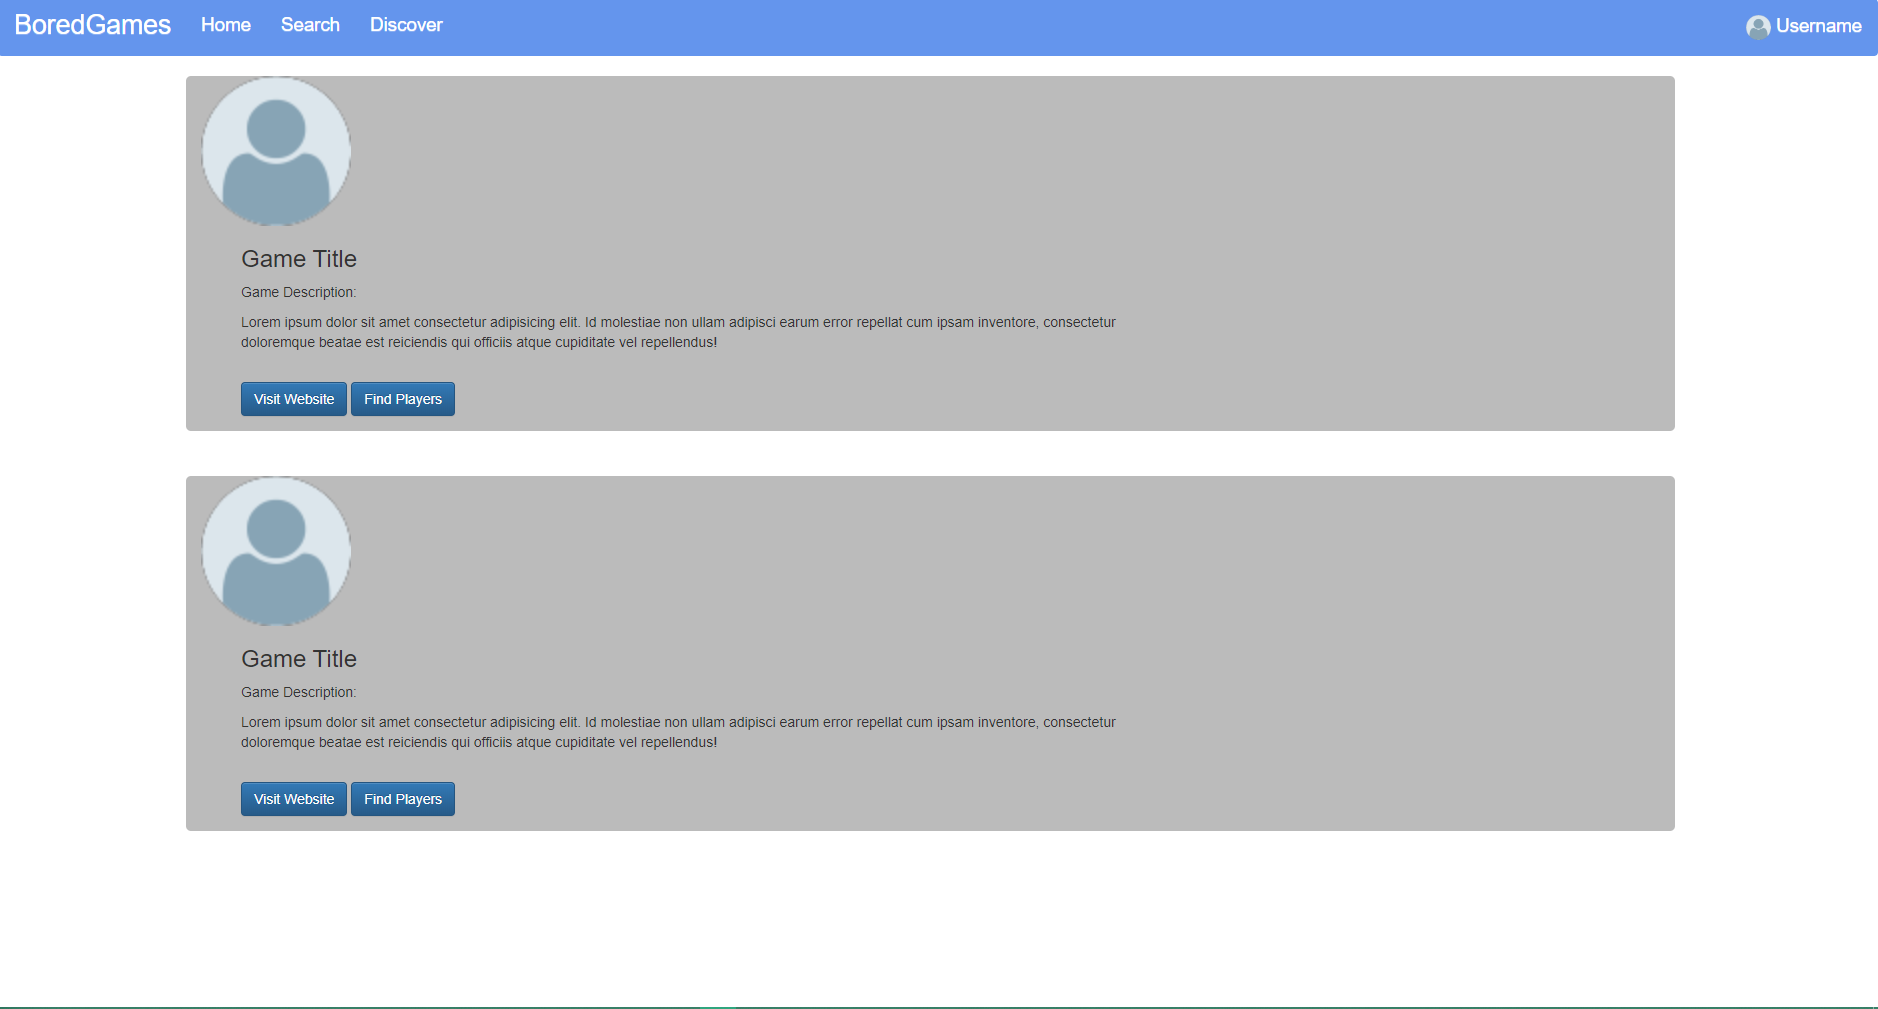 BoredGames Home Search Discover Username
Game Title
Game Description:
Lorem ipsum dolor sit amet consectetur adipisicing elit. Id molestiae non ullam adipisci earum error repellat cum ipsam inventore, consectetur
doloremque beatae est reiciendis qui officiis atque cupiditate vel repellendus!
Visit Website Find Players
Game Title
Game Description:
Lorem ipsum dolor sit amet consectetur adipisicing elit. Id molestiae non ullam adipisci earum error repellat cum ipsam inventore, consectetur
doloremque beatae est reiciendis qui officiis atque cupiditate vel repellendus!
Visit Website Find Players